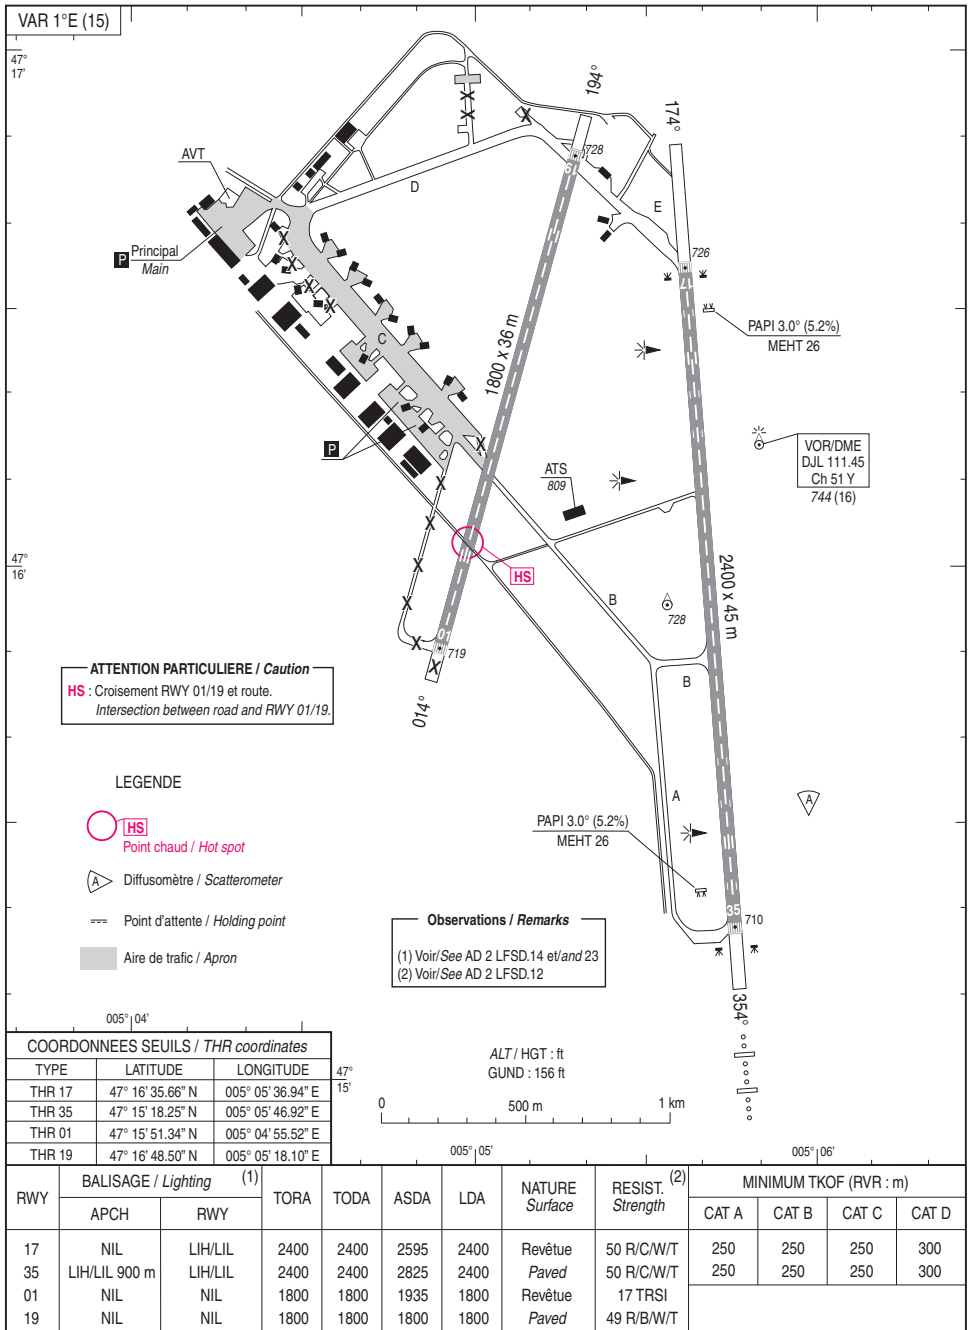 VAR 1°E (15)
47°
17'
194°
174°
728
19
AVT
D
E
P Principal
Main
726
17
PAPI 3.0° (5.2%)
MEHT 26
C
1800 x 36 m
P
ATS
809
VOR/DME
DJL 111.45
Ch 51 Y
744 (16)
47°
16'
HS
2400 x 45 m
B
728
01
719
B
ATTENTION PARTICULIERE / Caution
HS : Croisement RWY 01/19 et route.
Intersection between road and RWY 01/19.
014°
LEGENDE
HS
Point chaud / Hot spot
A Diffusomètre / Scatterometer
Point d'attente / Holding point
Aire de trafic / Apron
A
A
PAPI 3.0° (5.2%)
MEHT 26
35
710
Observations / Remarks
(1) Voir/See AD 2 LFSD.14 et/and 23
(2) Voir/See AD 2 LFSD.12
354°
005° 04'
COORDONNEES SEUILS / THR coordinates
TYPE LATITUDE LONGITUDE
THR 17 47° 16' 35.66" N 005° 05' 36.94" E
THR 35 47° 15' 18.25" N 005° 05' 46.92" E
THR 01 47° 15' 51.34" N 005° 04' 55.52" E
THR 19 47° 16' 48.50" N 005° 05' 18.10" E
47°
15'
ALT / HGT : ft
GUND : 156 ft
0 500 m 1 km
005° 05'
005° 06'
RWY BALISAGE / Lighting (1) TORA TODA ASDA LDA NATURE Surface RESIST. (2) Strength MINIMUM TKOF (RVR : m)
APCH RWY CAT A CAT B CAT C CAT D
17 NIL LIH/LIL 2400 2400 2595 2400 Revêtue 50 R/C/W/T 250 250 250 300
35 LIH/LIL 900 m LIH/LIL 2400 2400 2825 2400 Paved 50 R/C/W/T 250 250 250 300
01 NIL NIL 1800 1800 1935 1800 Revêtue 17 TRSI
19 NIL NIL 1800 1800 1800 1800 Paved 49 R/B/W/T